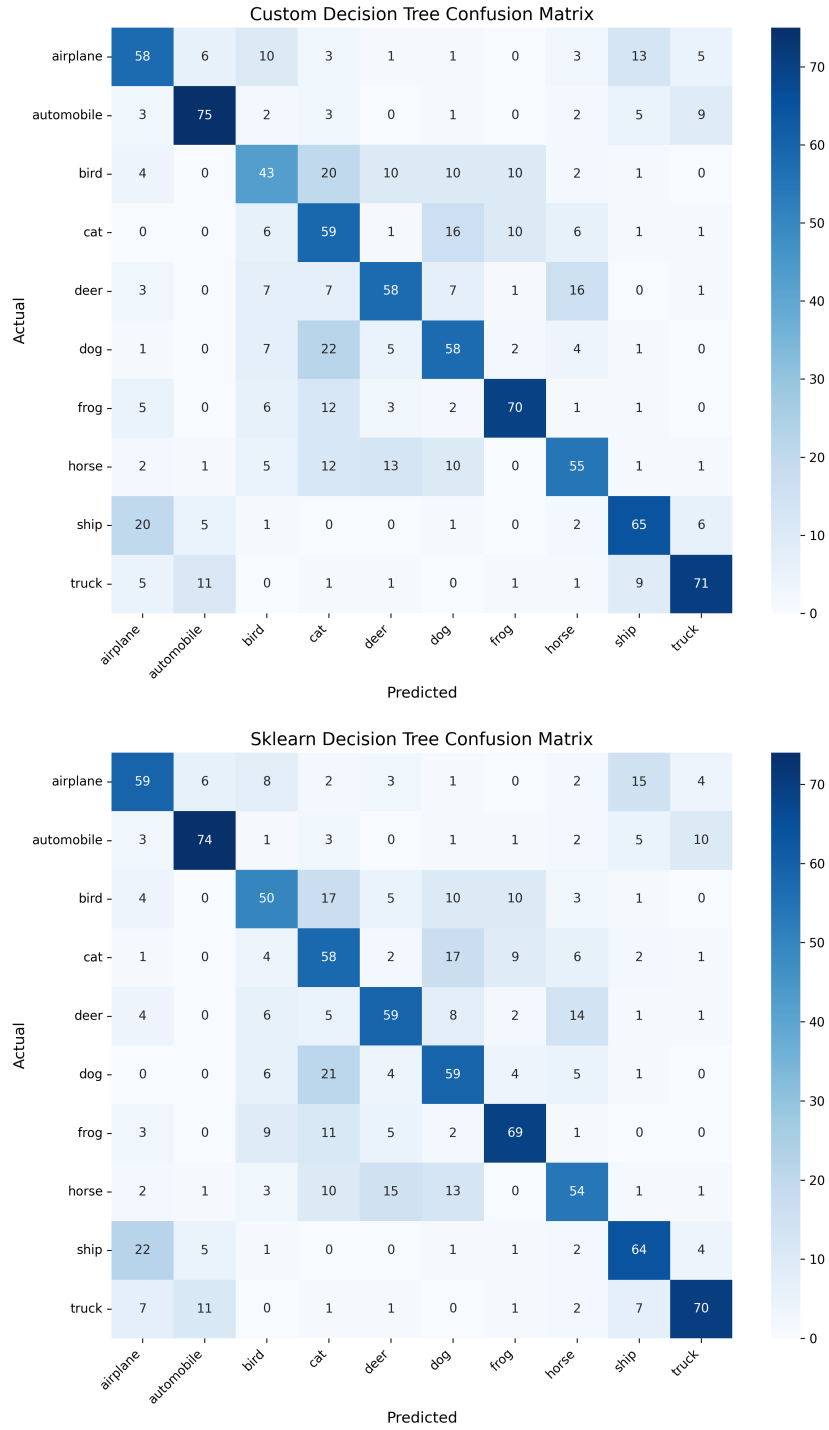 Custom Decision Tree Confusion Matrix
airplane 58 6 10 3 1 1 0 3 13 5
automobile 3 75 2 3 0 1 0 2 5 9
bird 4 0 43 20 10 10 10 2 1 0
cat 0 0 6 59 1 16 10 6 1 1
deer 3 0 7 7 58 7 1 16 0 1
dog 1 0 7 22 5 58 2 4 1 0
frog 5 0 6 12 3 2 70 1 1 0
horse 2 1 5 12 13 10 0 55 1 1
ship 20 5 1 0 0 1 0 2 65 6
truck 5 11 0 1 1 0 1 1 9 71
airplane automobile bird cat deer dog frog horse ship truck
Predicted
Actual
70
60
50
40
30
20
10
0
Sklearn Decision Tree Confusion Matrix
airplane 59 6 8 2 3 1 0 2 15 4
automobile 3 74 1 3 0 1 1 2 5 10
bird 4 0 50 17 5 10 10 3 1 0
cat 1 0 4 58 2 17 9 6 2 1
deer 4 0 6 5 59 8 2 14 1 1
dog 0 0 6 21 4 59 4 5 1 0
frog 3 0 9 11 5 2 69 1 0 0
horse 2 1 3 10 15 13 0 54 1 1
ship 22 5 1 0 0 1 1 2 64 4
truck 7 11 0 1 1 0 1 2 7 70
airplane automobile bird cat deer dog frog horse ship truck
Predicted
Actual
70
60
50
40
30
20
10
0